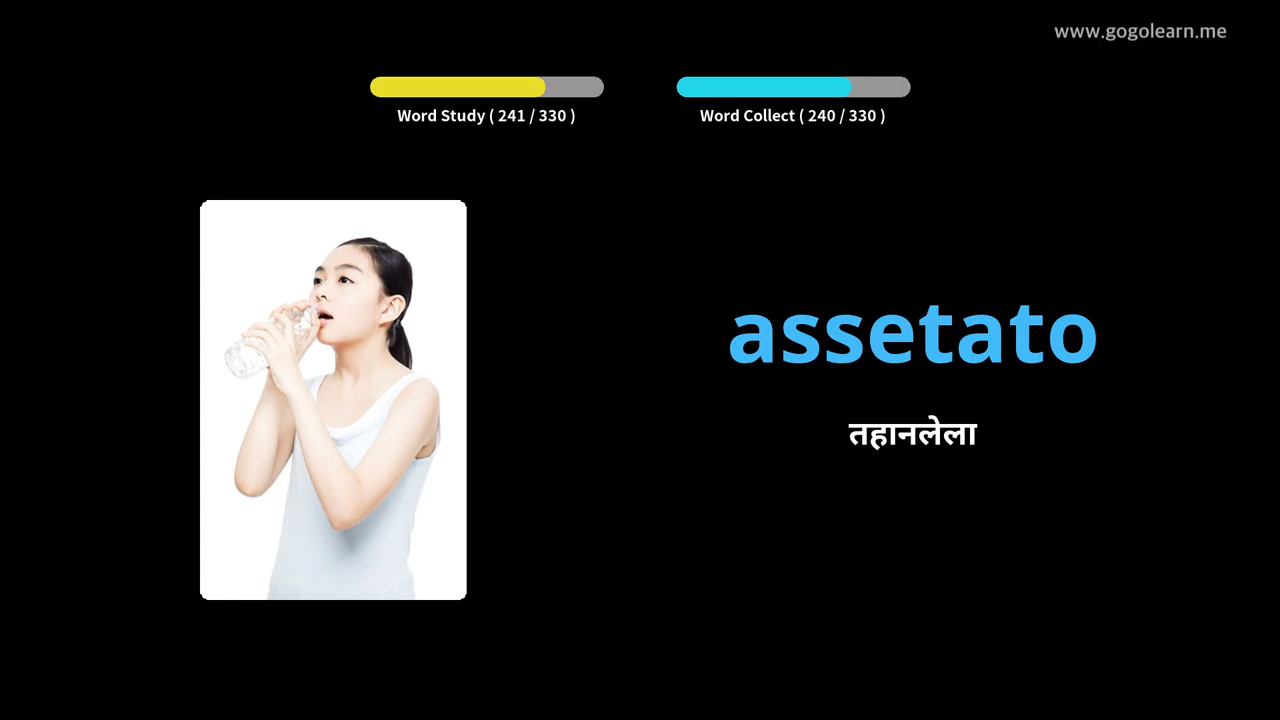 www.gogolearn.me
Word Study ( 241 / 330 )
Word Collect ( 240 / 330 )
assetato
तहानलेला